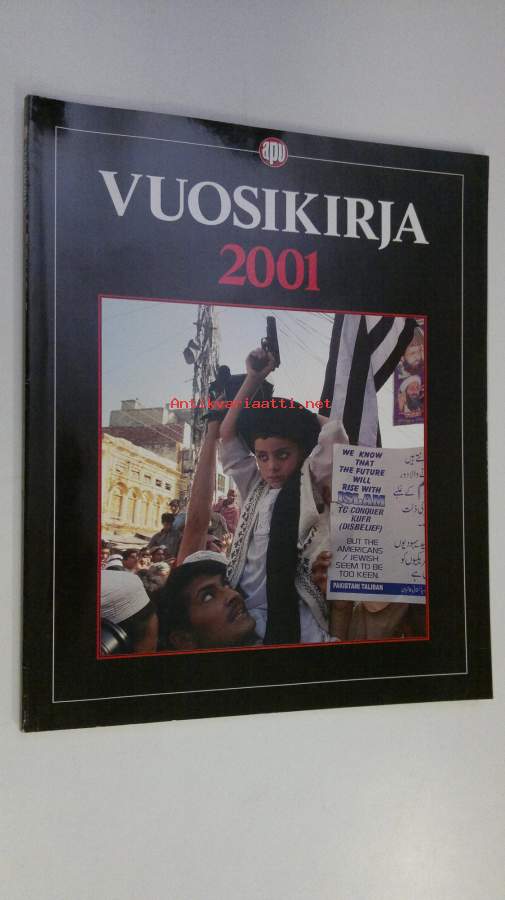 apu
VUOSIKIRJA
2001
Antikvariaatti.net
WE KNOW
THAT
THE FUTURE
WILL
RISE WITH
ISLAM
TO CONQUER
KUFR
(DISBELIEF)
BUT THE
AMERICANS
/ JEWISH
SEEM TO BE
TOO KEEN.
PAKISTANI TALIBAN